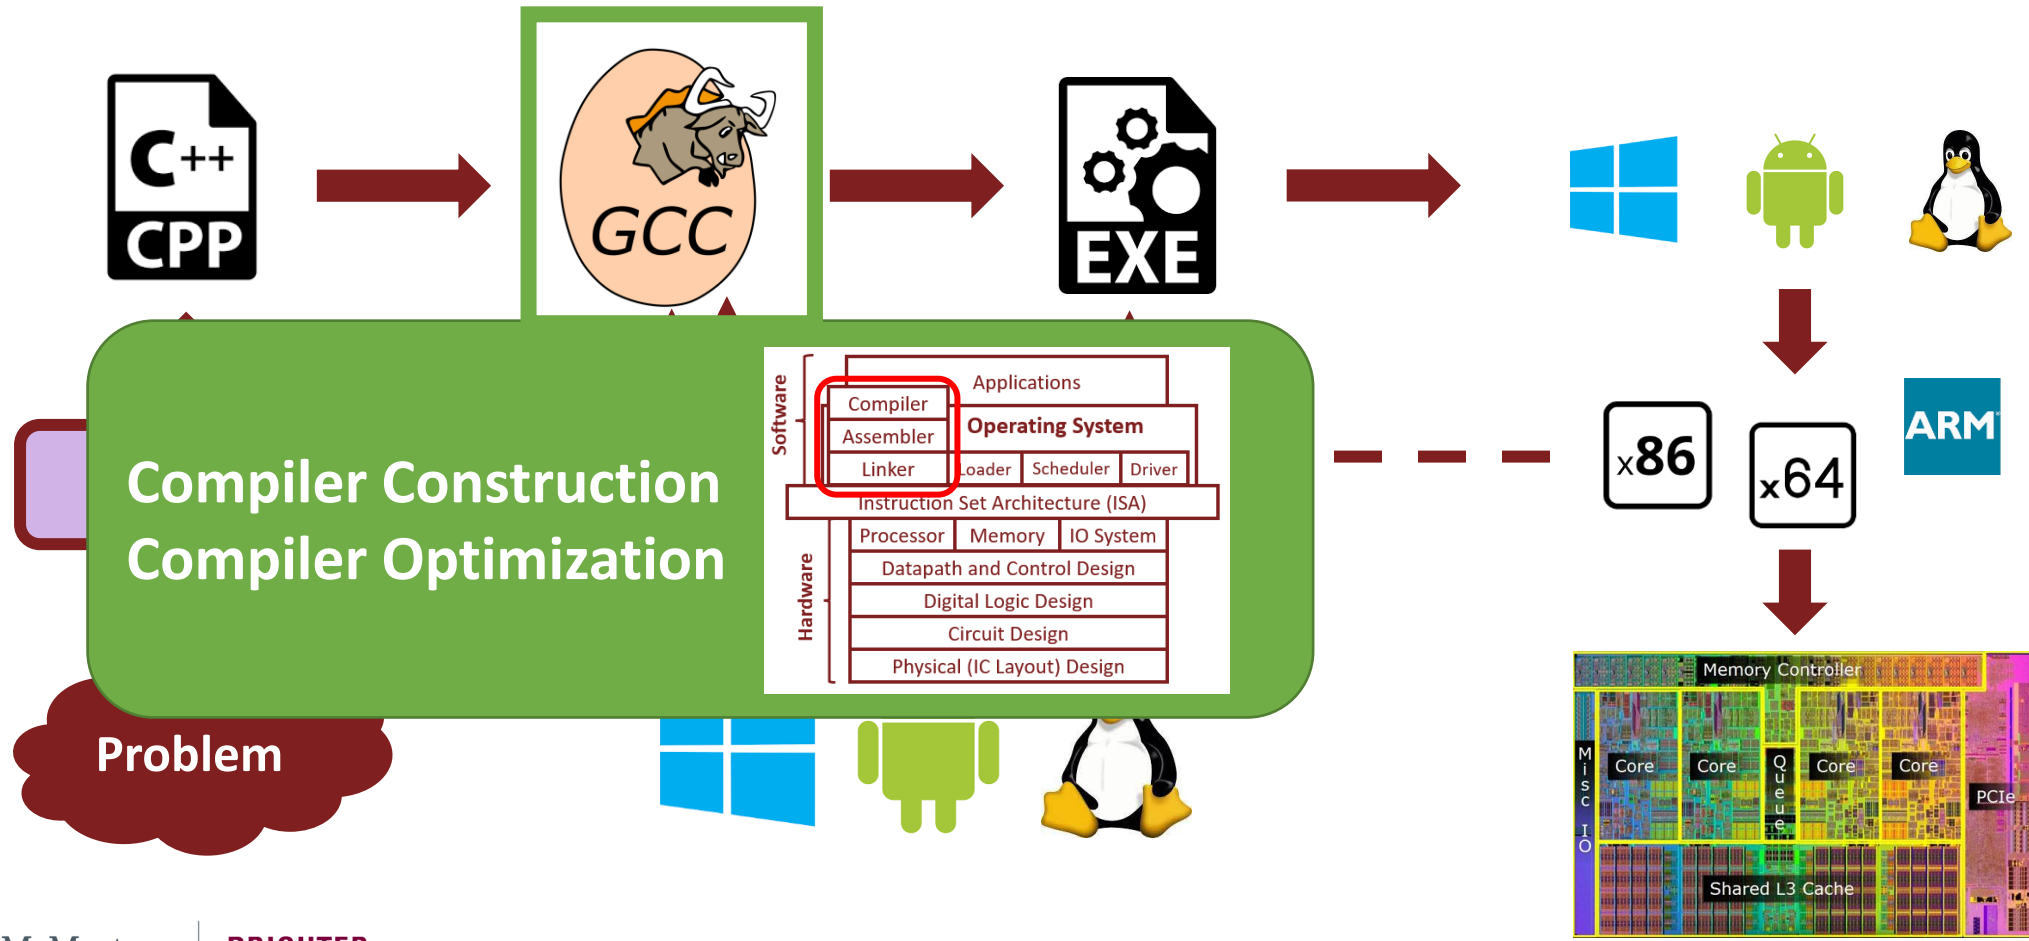 C++
CPP
GCC
EXE
Compiler Construction
Compiler Optimization
Software
Applications
Compiler
Assembler
Linker
Operating System
Loader
Scheduler
Driver
Instruction Set Architecture (ISA)
Hardware
Processor
Memory
IO System
Datapath and Control Design
Digital Logic Design
Circuit Design
Physical (IC Layout) Design
x86
x64
ARM
Problem
Memory Controller
Misc IO
Core
Core
Queue
Core
Core
PCIe
Shared L3 Cache